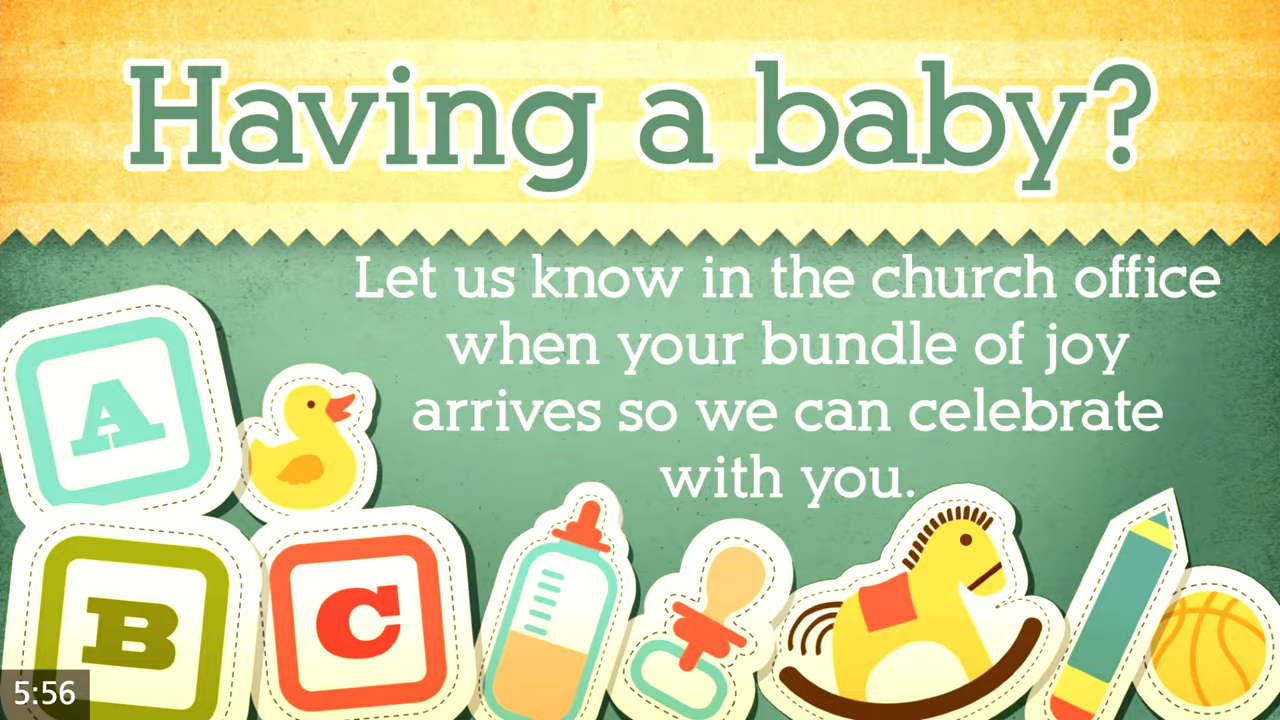 Having a baby?
Let us know in the church office
when your bundle of joy
arrives so we can celebrate
with you.
A
B
C
5:56